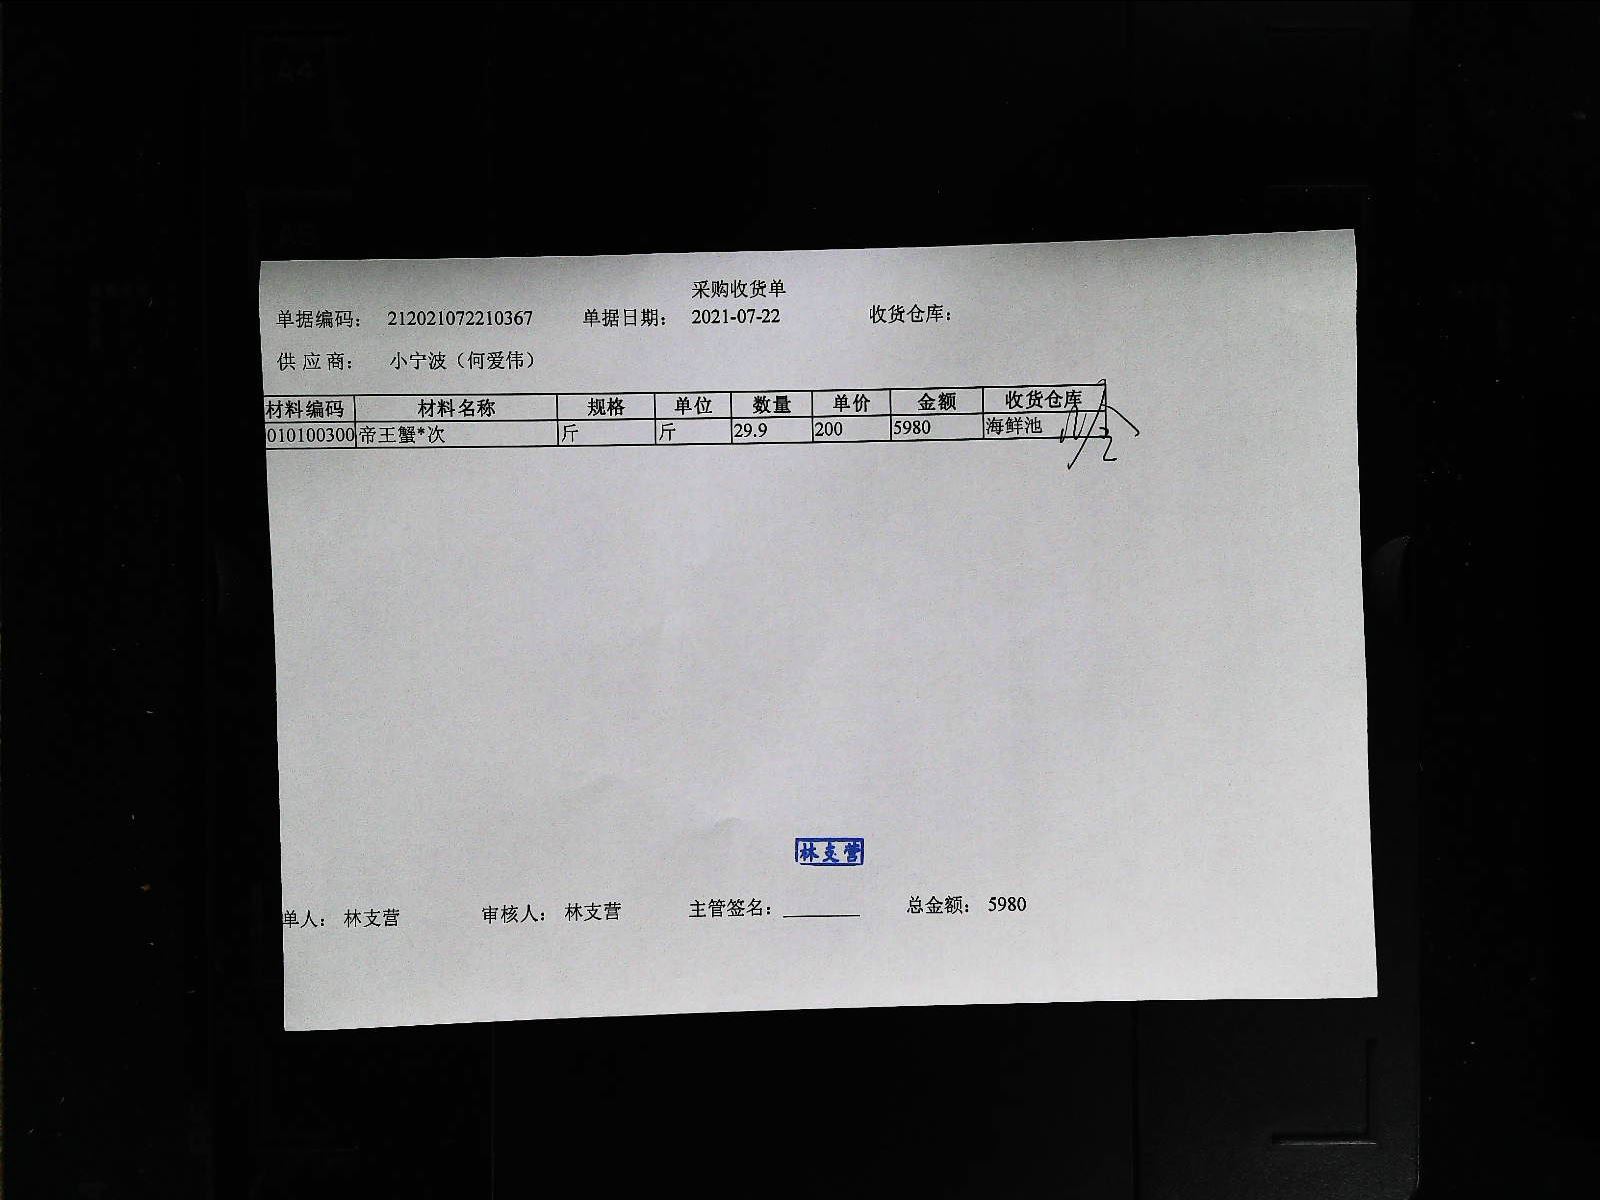 采购收货单
单据编码： 212021072210367 单据日期： 2021-07-22 收货仓库：
供 应 商： 小宁波（何爱伟）
材料编码 材料名称 规格 单位 数量 单价 金额 收货仓库
010100300 帝王蟹*次 斤 斤 29.9 200 5980 海鲜池
林支营
单人： 林支营 审核人： 林支营 主管签名： 总金额： 5980